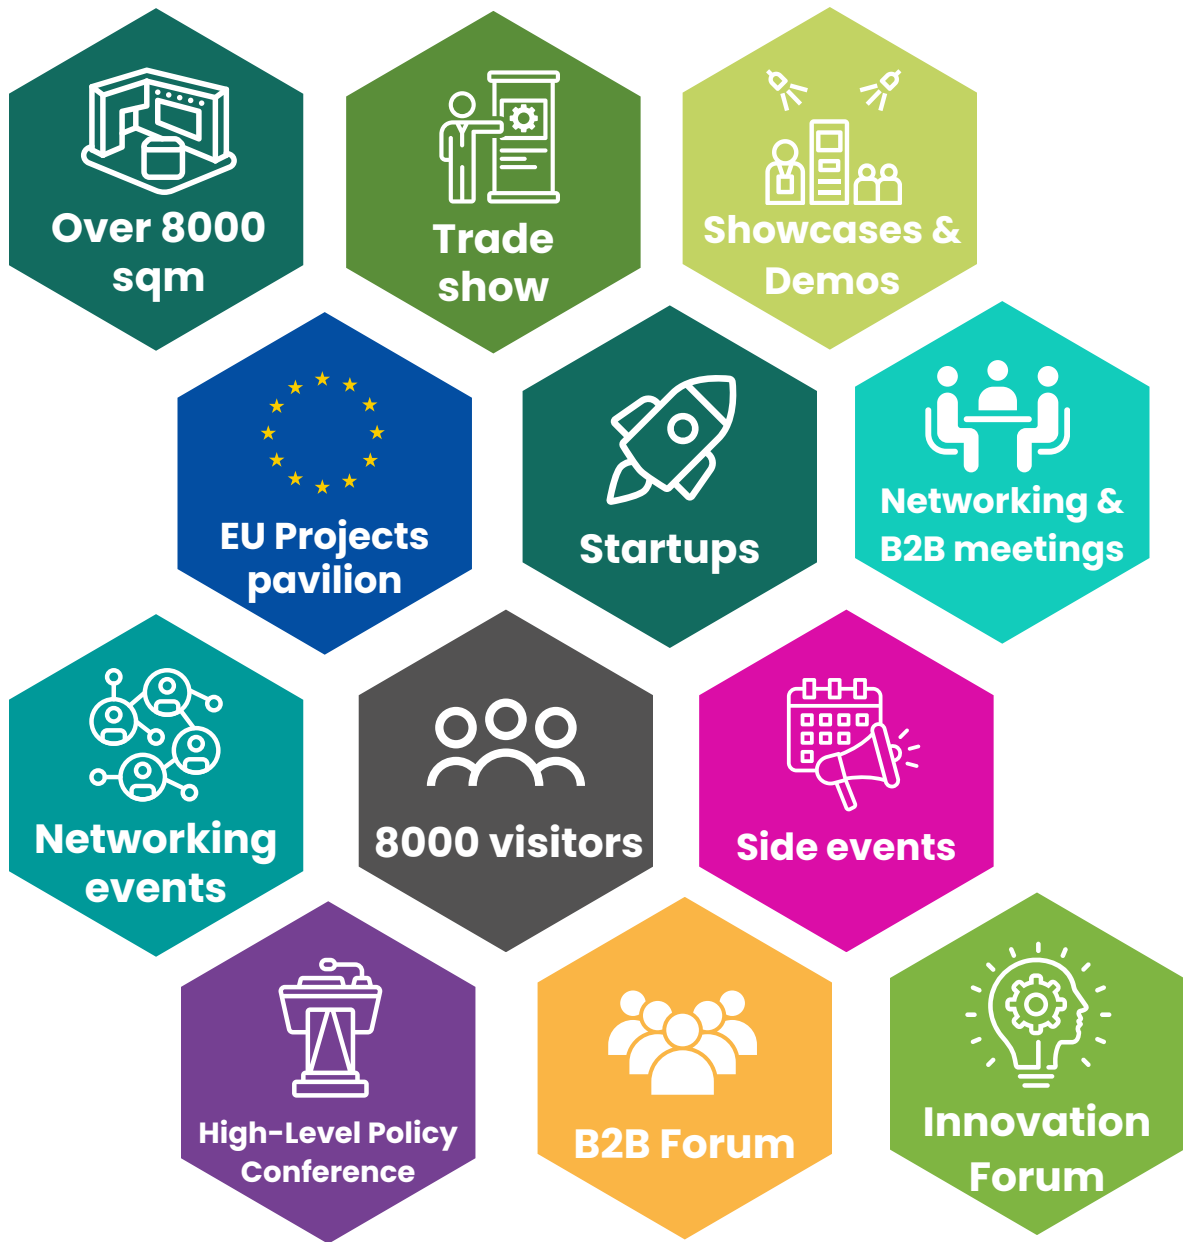 Over 8000
sqm
Trade
show
Showcases &
Demos
EU Projects
pavilion
Startups
Networking &
B2B meetings
Networking
events
8000 visitors
Side events
High-Level Policy
Conference
B2B Forum
Innovation
Forum